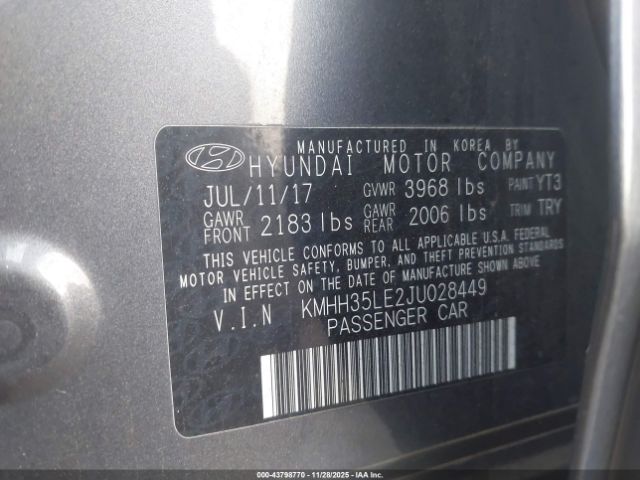 MANUFACTURED IN KOREA BY
HYUNDAI MOTOR COMPANY
JUL/11/17 GVWR 3968 lbs PAINT YT3
GAWR FRONT 2183 lbs GAWR REAR 2006 lbs TRIM TRY
THIS VEHICLE CONFORMS TO ALL APPLICABLE U.S.A. FEDERAL
MOTOR VEHICLE SAFETY, BUMPER, AND THEFT PREVENTION STANDARDS
IN EFFECT ON THE DATE OF MANUFACTURE SHOWN ABOVE.
V.I.N KMHH35LE2JU028449
PASSENGER CAR
000-43798770 - 11/28/2025 - IAA, LLC.